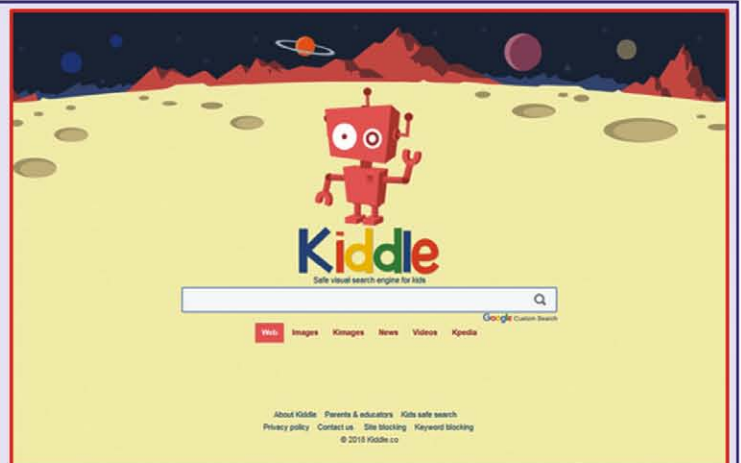 Kiddle
Safe visual search engine for kids
Google Custom Search
Web Images Kimages News Videos Kpedia
About Kiddle Parents & educators Kids safe search
Privacy policy Contact us Site blocking Keyword blocking
© 2018 Kiddle.co